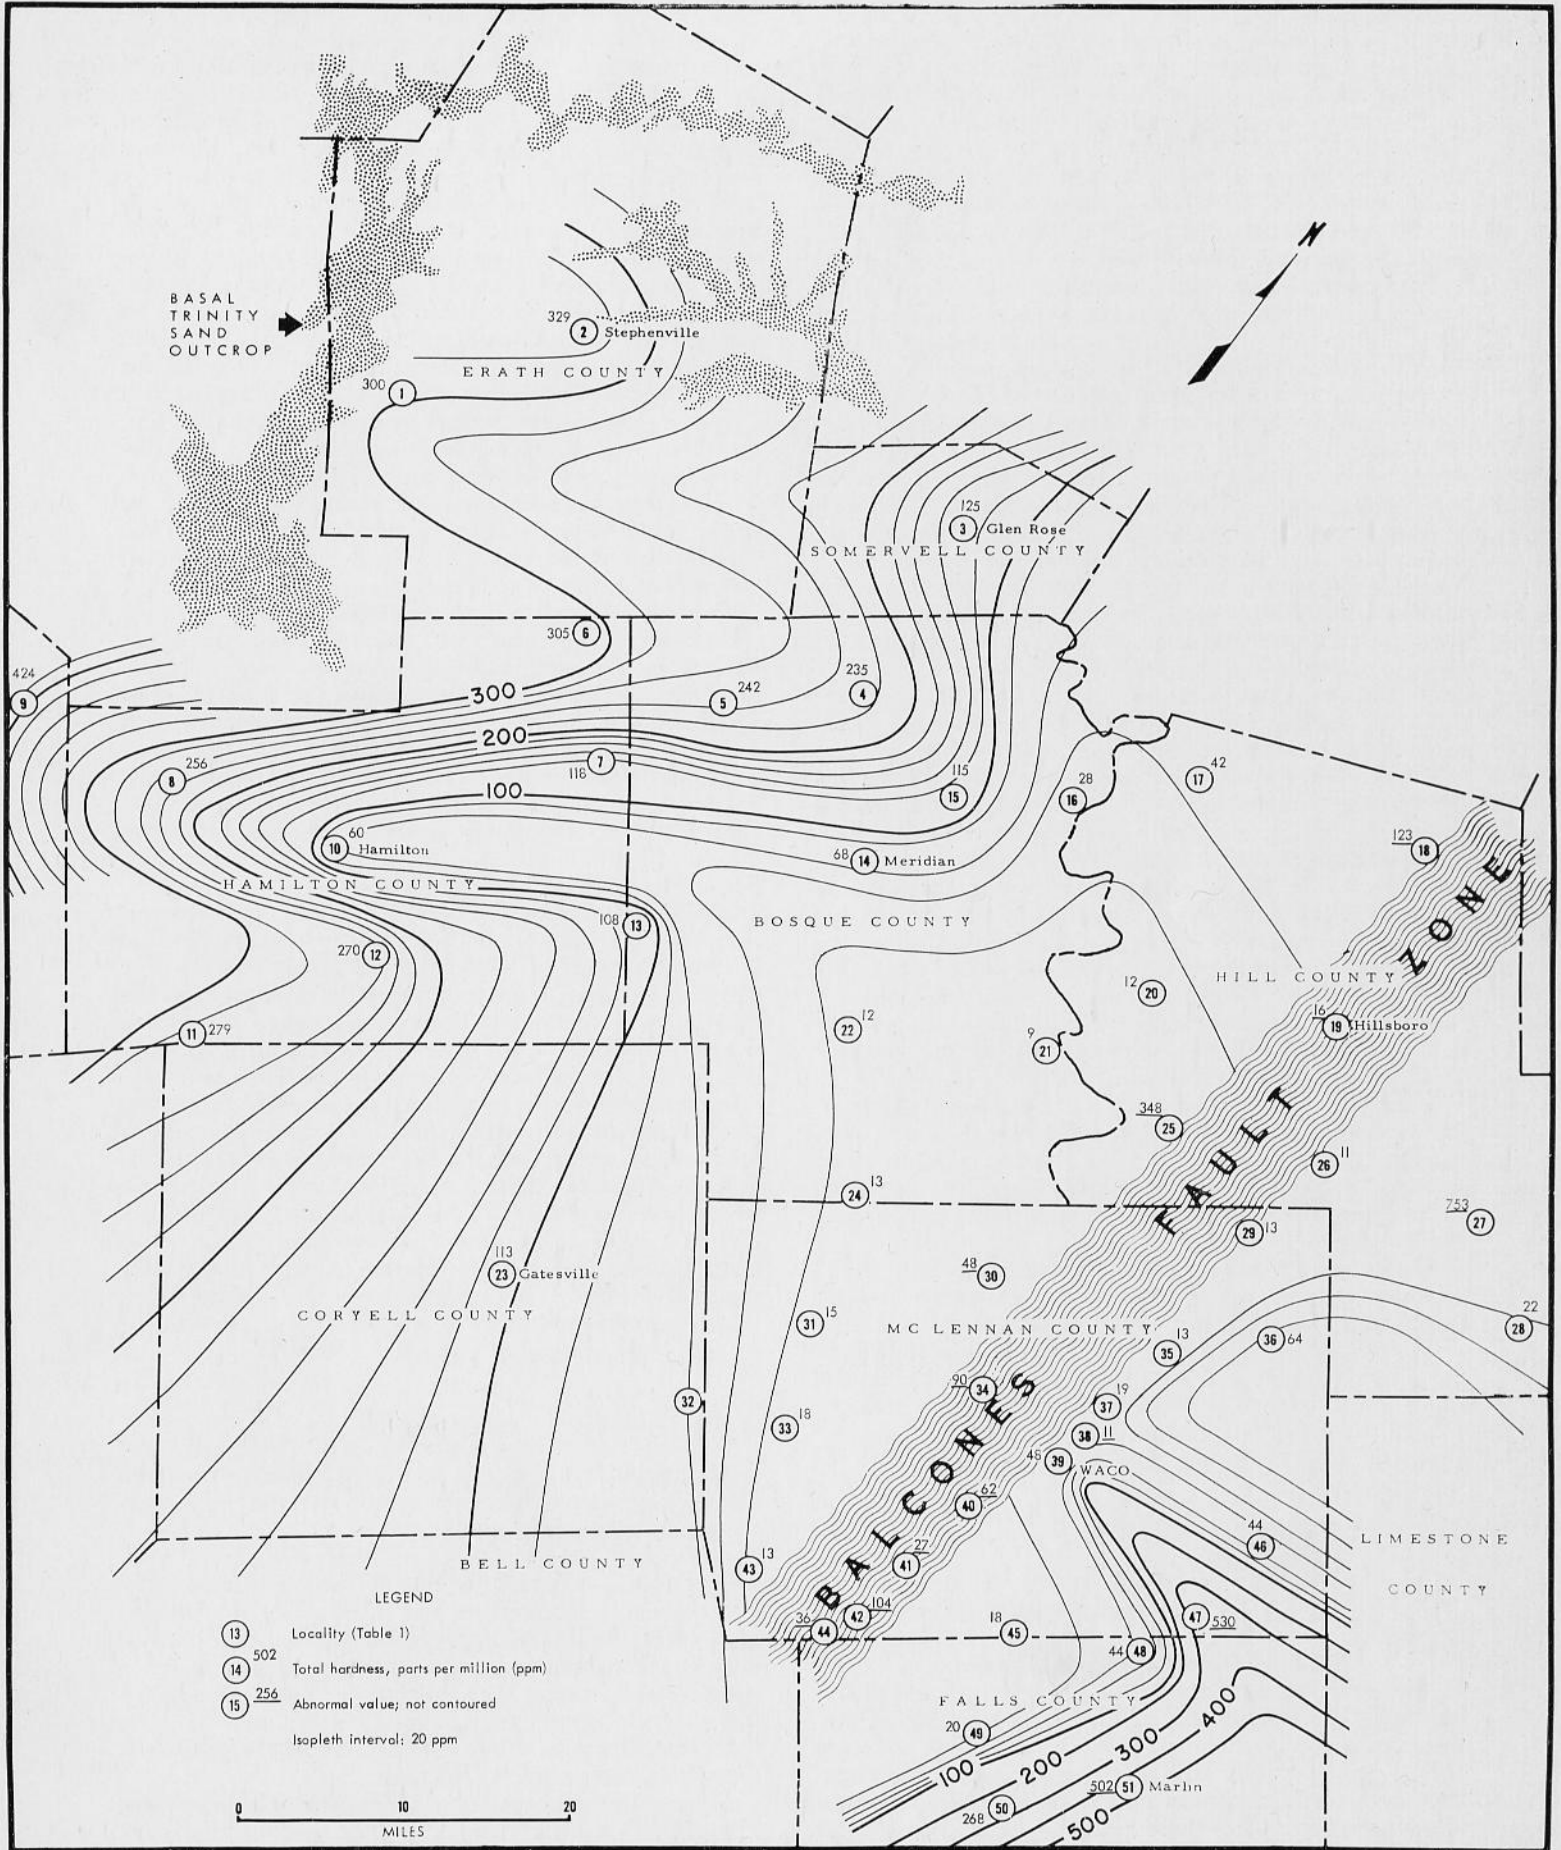 N
BASAL
TRINITY
SAND
OUTCROP
329
2 Stephenville
ERATH COUNTY
300
1
125
3 Glen Rose
SOMERVELL COUNTY
305 6
424
9
300
5 242
235
4
200
7
118
8 256
100
115
15
28
16
17 42
123
18
60
10 Hamilton
68 14 Meridian
HAMILTON COUNTY
108 13
BOSQUE COUNTY
270 12
HILL COUNTY
12 20
11 279
22 12
9
21
16
19 Hillsboro
348
25
26 11
24 13
753
27
29 13
113
23 Gatesville
48
30
CORYELL COUNTY
31 15
MC LENNAN COUNTY
13
35
36 64
22
28
90
34
32
33 18
19
37
38 11
48 39
WACO
62
40
BALCONES FAULT ZONE
44
46
LIMESTONE
COUNTY
27
41
13
43
BELL COUNTY
104
42
36
44
18
45
47 530
44 48
FALLS COUNTY
20 49
100
200
300
400
500
502 51 Marlin
268 50
LEGEND
13 Locality (Table 1)
14 502 Total hardness, parts per million (ppm)
15 256 Abnormal value; not contoured
Isopleth interval: 20 ppm
0 10 20
MILES